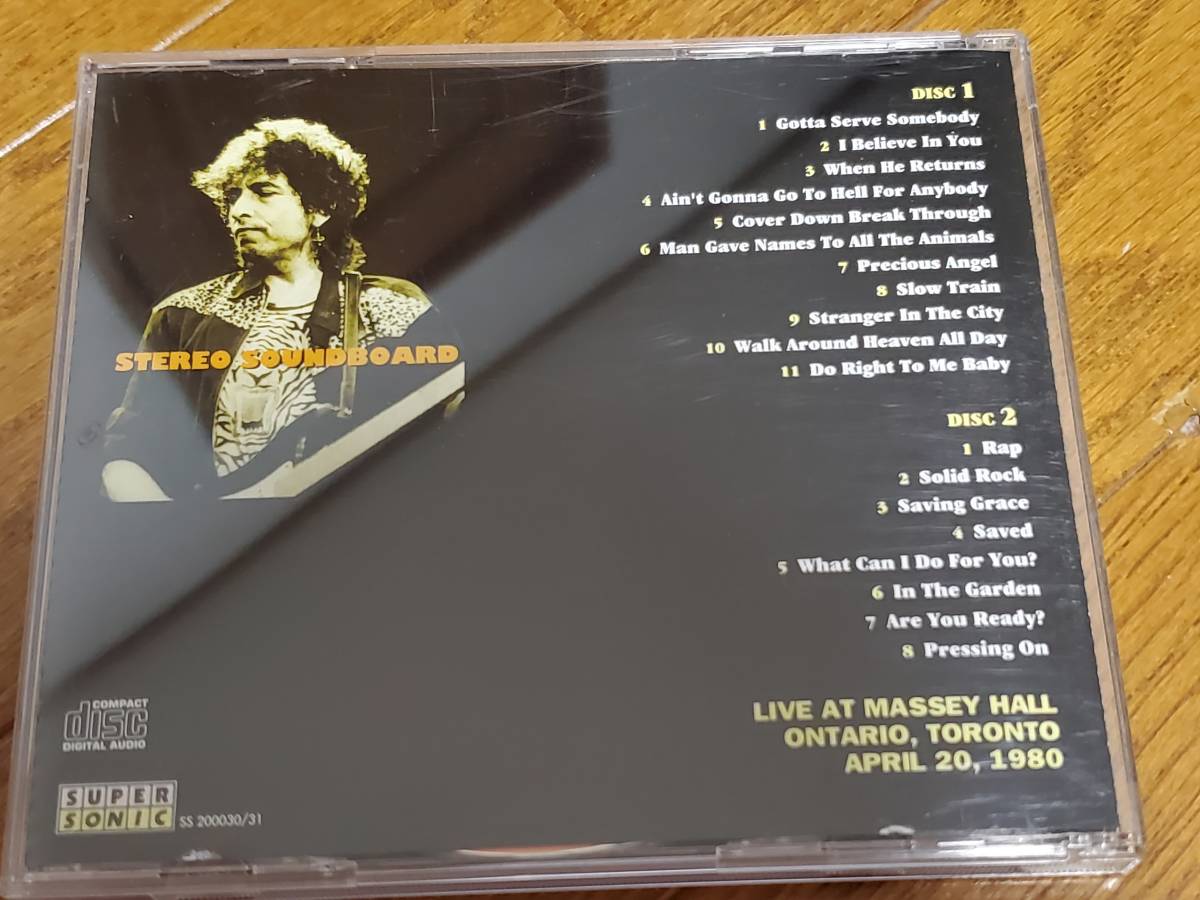 STEREO SOUNDBOARD
DISC 1
1 Gotta Serve Somebody
2 I Believe In You
3 When He Returns
4 Ain't Gonna Go To Hell For Anybody
5 Cover Down Break Through
6 Man Gave Names To All The Animals
7 Precious Angel
8 Slow Train
9 Stranger In The City
10 Walk Around Heaven All Day
11 Do Right To Me Baby
DISC 2
1 Rap
2 Solid Rock
3 Saving Grace
4 Saved
5 What Can I Do For You?
6 In The Garden
7 Are You Ready?
8 Pressing On
LIVE AT MASSEY HALL
ONTARIO, TORONTO
APRIL 20, 1980
COMPACT
disc
DIGITAL AUDIO
SUPER
SONIC
SS 200030/31